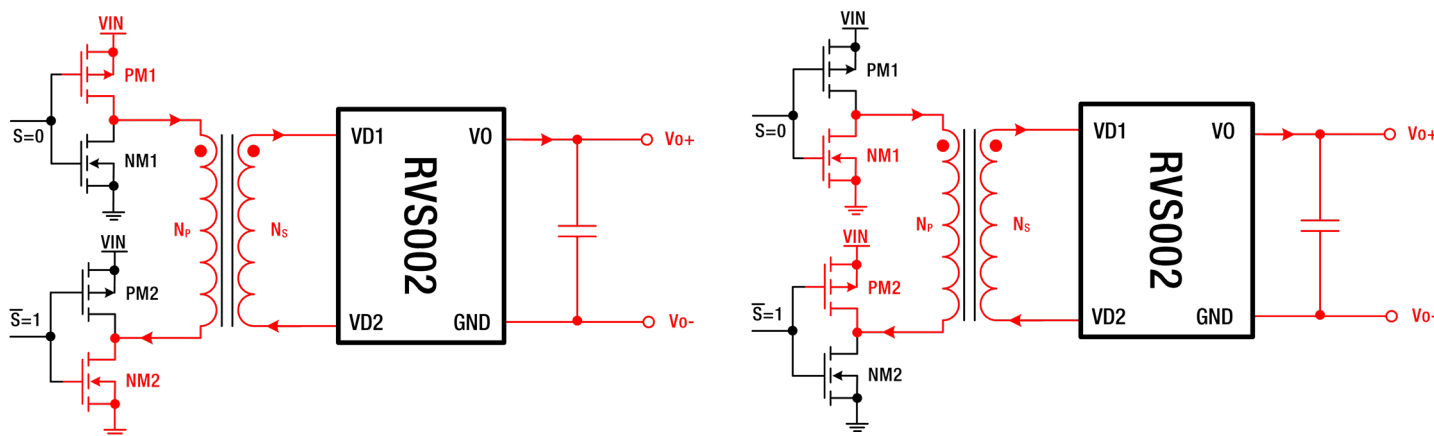 VIN
PM1
S=0
NM1
VIN
PM2
S̅=1
NM2
NP
NS
VD1
VO
RVS002
VD2
GND
Vo+
Vo-
VIN
PM1
S=0
NM1
VIN
PM2
S̅=1
NM2
NP
NS
VD1
VO
RVS002
VD2
GND
Vo+
Vo-